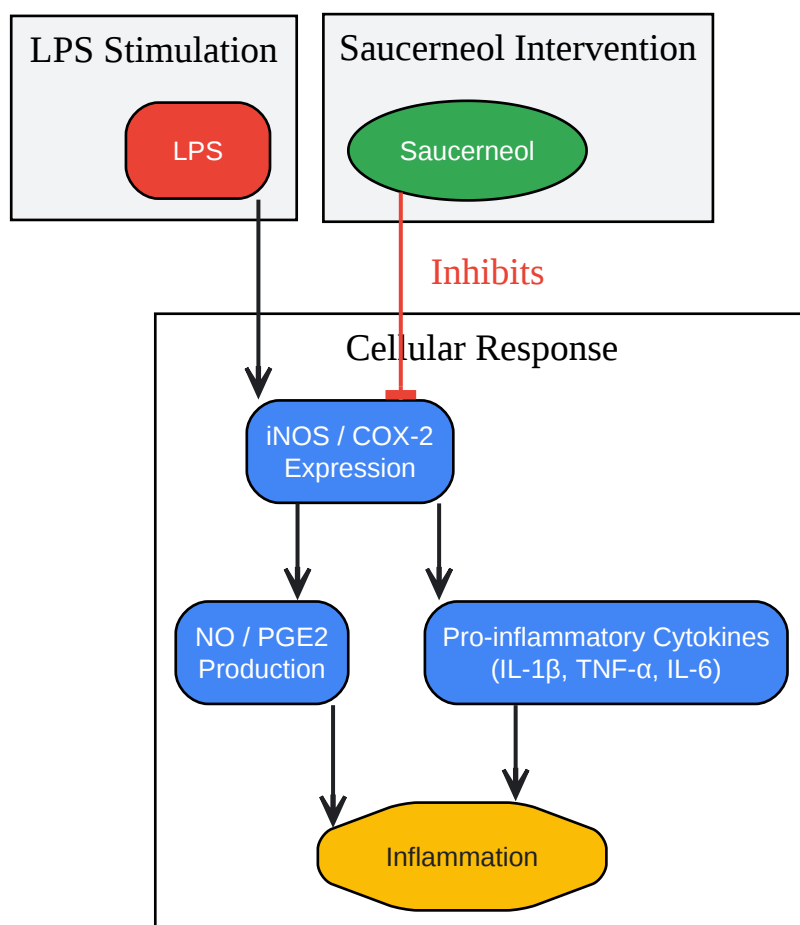 LPS Stimulation
Saucerneol Intervention
LPS
Saucerneol
Inhibits
Cellular Response
iNOS / COX-2
Expression
NO / PGE2
Production
Pro-inflammatory Cytokines
(IL-1β, TNF-α, IL-6)
Inflammation